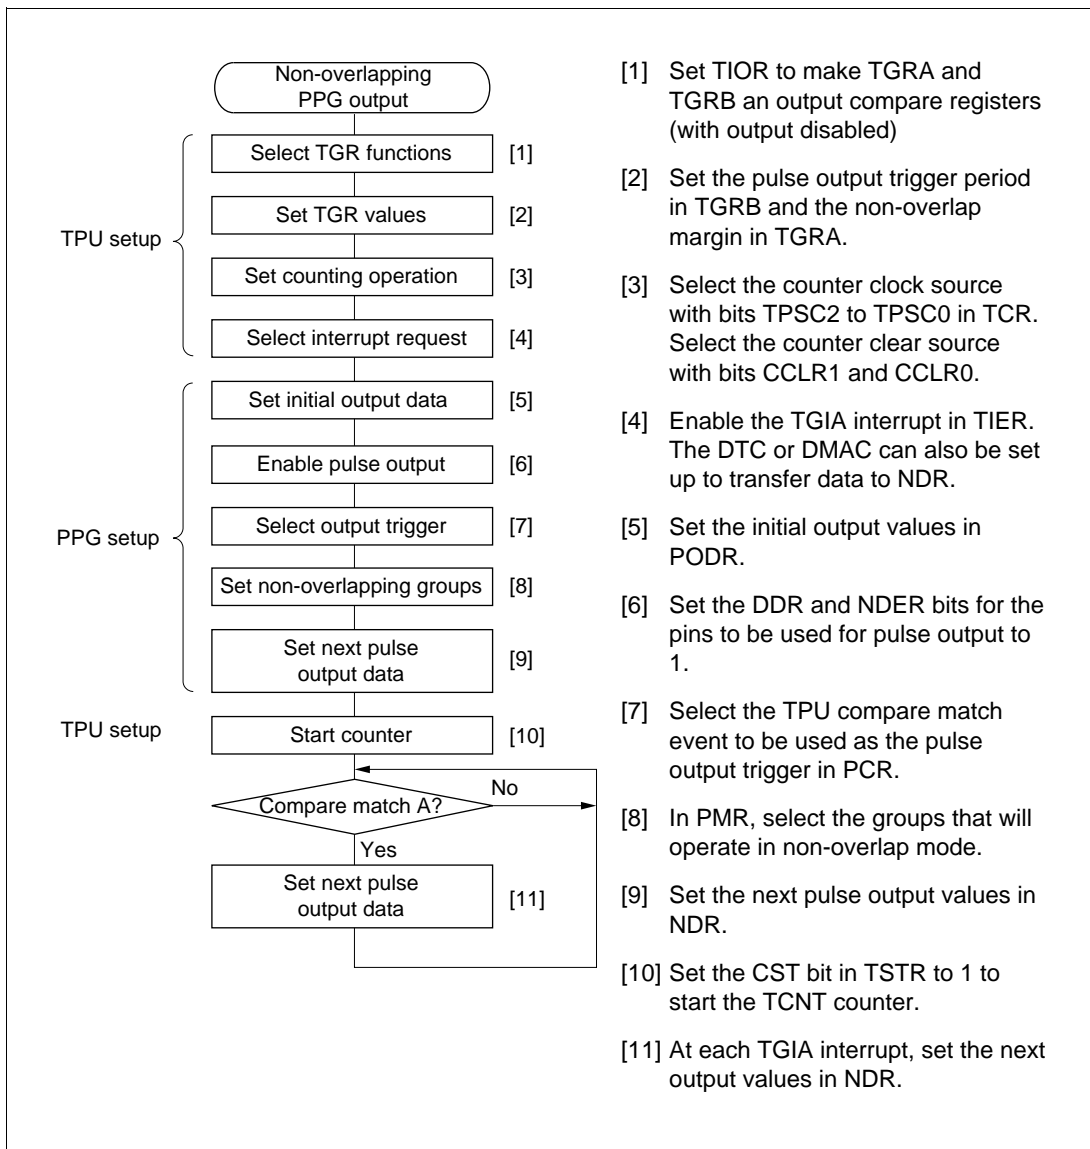 Non-overlapping
PPG output
Select TGR functions [1]
Set TGR values [2]
TPU setup
Set counting operation [3]
Select interrupt request [4]
Set initial output data [5]
Enable pulse output [6]
Select output trigger [7]
PPG setup
Set non-overlapping groups [8]
Set next pulse
output data [9]
TPU setup
Start counter [10]
Compare match A?
No
Yes
Set next pulse
output data [11]
[1] Set TIOR to make TGRA and
TGRB an output compare registers
(with output disabled)
[2] Set the pulse output trigger period
in TGRB and the non-overlap
margin in TGRA.
[3] Select the counter clock source
with bits TPSC2 to TPSC0 in TCR.
Select the counter clear source
with bits CCLR1 and CCLR0.
[4] Enable the TGIA interrupt in TIER.
The DTC or DMAC can also be set
up to transfer data to NDR.
[5] Set the initial output values in
PODR.
[6] Set the DDR and NDER bits for the
pins to be used for pulse output to
1.
[7] Select the TPU compare match
event to be used as the pulse
output trigger in PCR.
[8] In PMR, select the groups that will
operate in non-overlap mode.
[9] Set the next pulse output values in
NDR.
[10] Set the CST bit in TSTR to 1 to
start the TCNT counter.
[11] At each TGIA interrupt, set the next
output values in NDR.